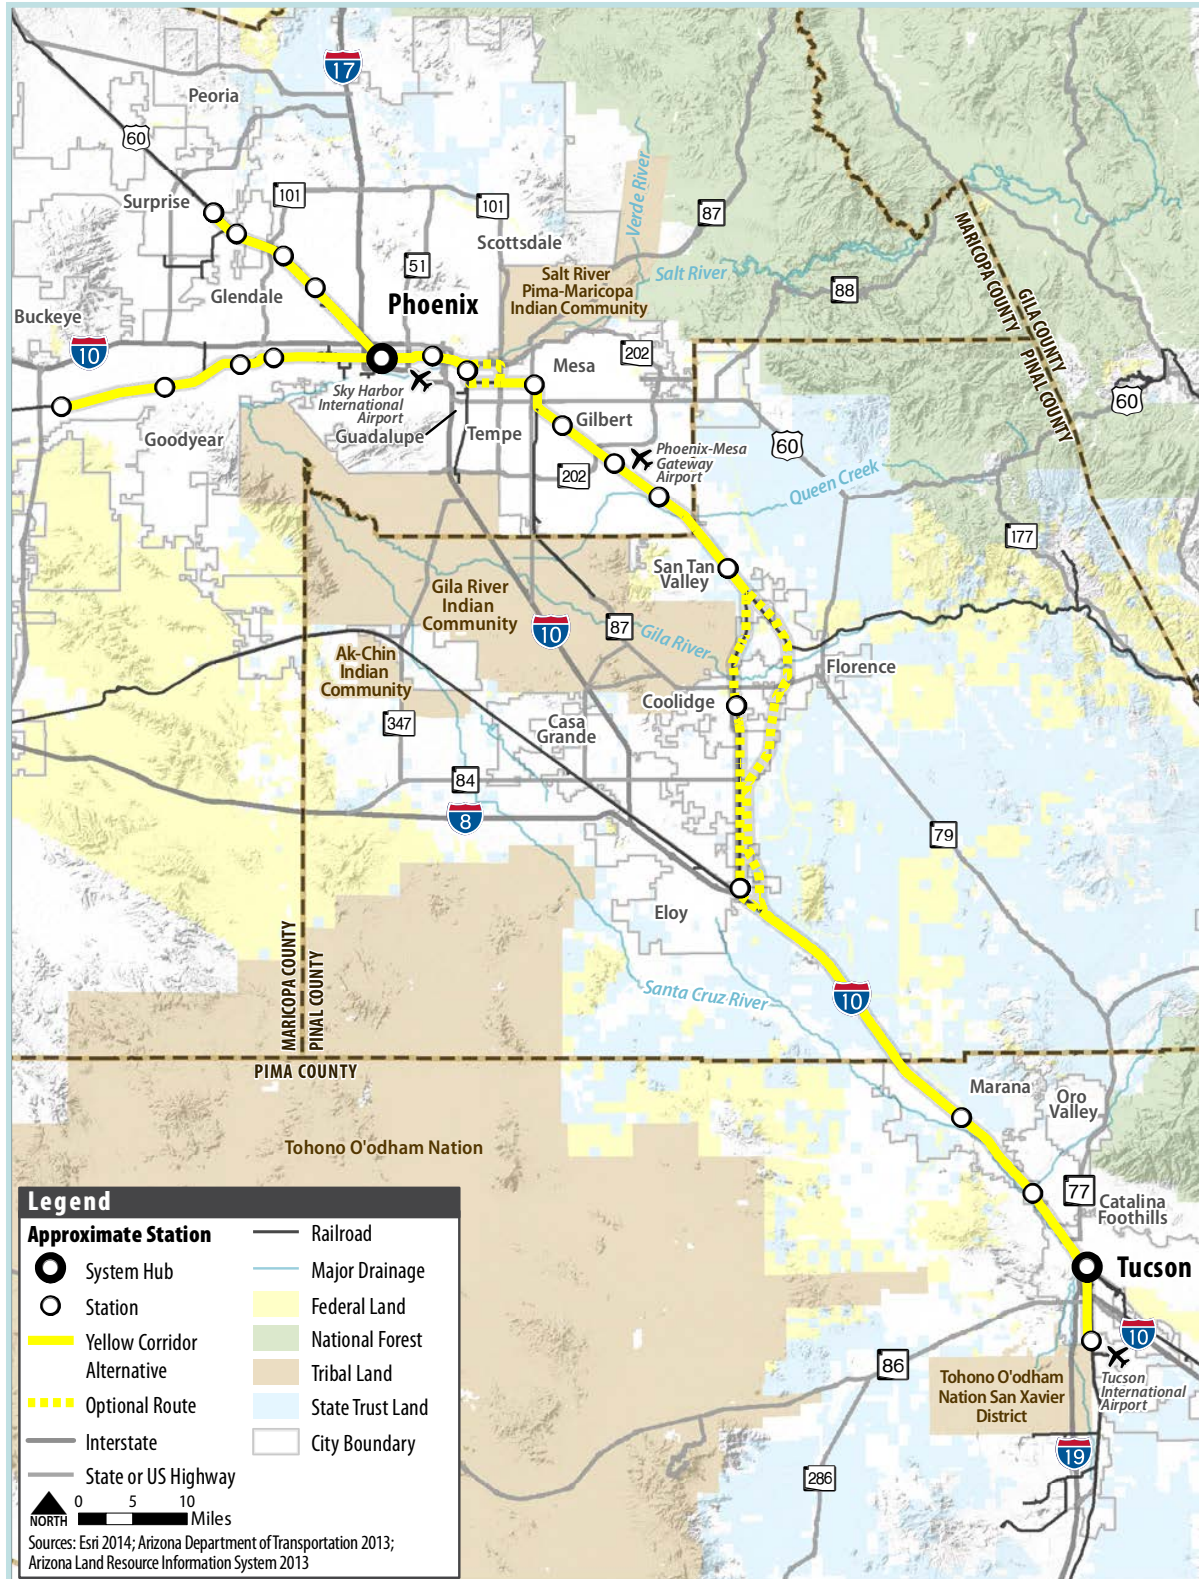 17
Peoria
60
Surprise
101
101
Scottsdale
Verde River
87
51
Salt River
Pima-Maricopa
Indian Community
Salt River
MARICOPA COUNTY
GILA COUNTY
Glendale
Phoenix
88
Buckeye
10
Mesa
202
PINAL COUNTY
Sky Harbor
International
Airport
60
Goodyear
Guadalupe
Tempe
Gilbert
60
Phoenix-Mesa
Gateway
Airport
202
Queen Creek
177
San Tan
Valley
Gila River
Indian
Community
10
87
Gila River
Ak-Chin
Indian
Community
Florence
Coolidge
347
Casa
Grande
84
8
79
Eloy
MARICOPA COUNTY
PINAL COUNTY
Santa Cruz River
10
PIMA COUNTY
Marana
Oro
Valley
Tohono O'odham Nation
77
Catalina
Foothills
Tucson
10
86
Tohono O'odham
Nation San Xavier
District
Tucson
International
Airport
19
286
Legend
Approximate Station
System Hub
Station
Yellow Corridor
Alternative
Optional Route
Interstate
State or US Highway
Railroad
Major Drainage
Federal Land
National Forest
Tribal Land
State Trust Land
City Boundary
NORTH
0 5 10
Miles
Sources: Esri 2014; Arizona Department of Transportation 2013;
Arizona Land Resource Information System 2013